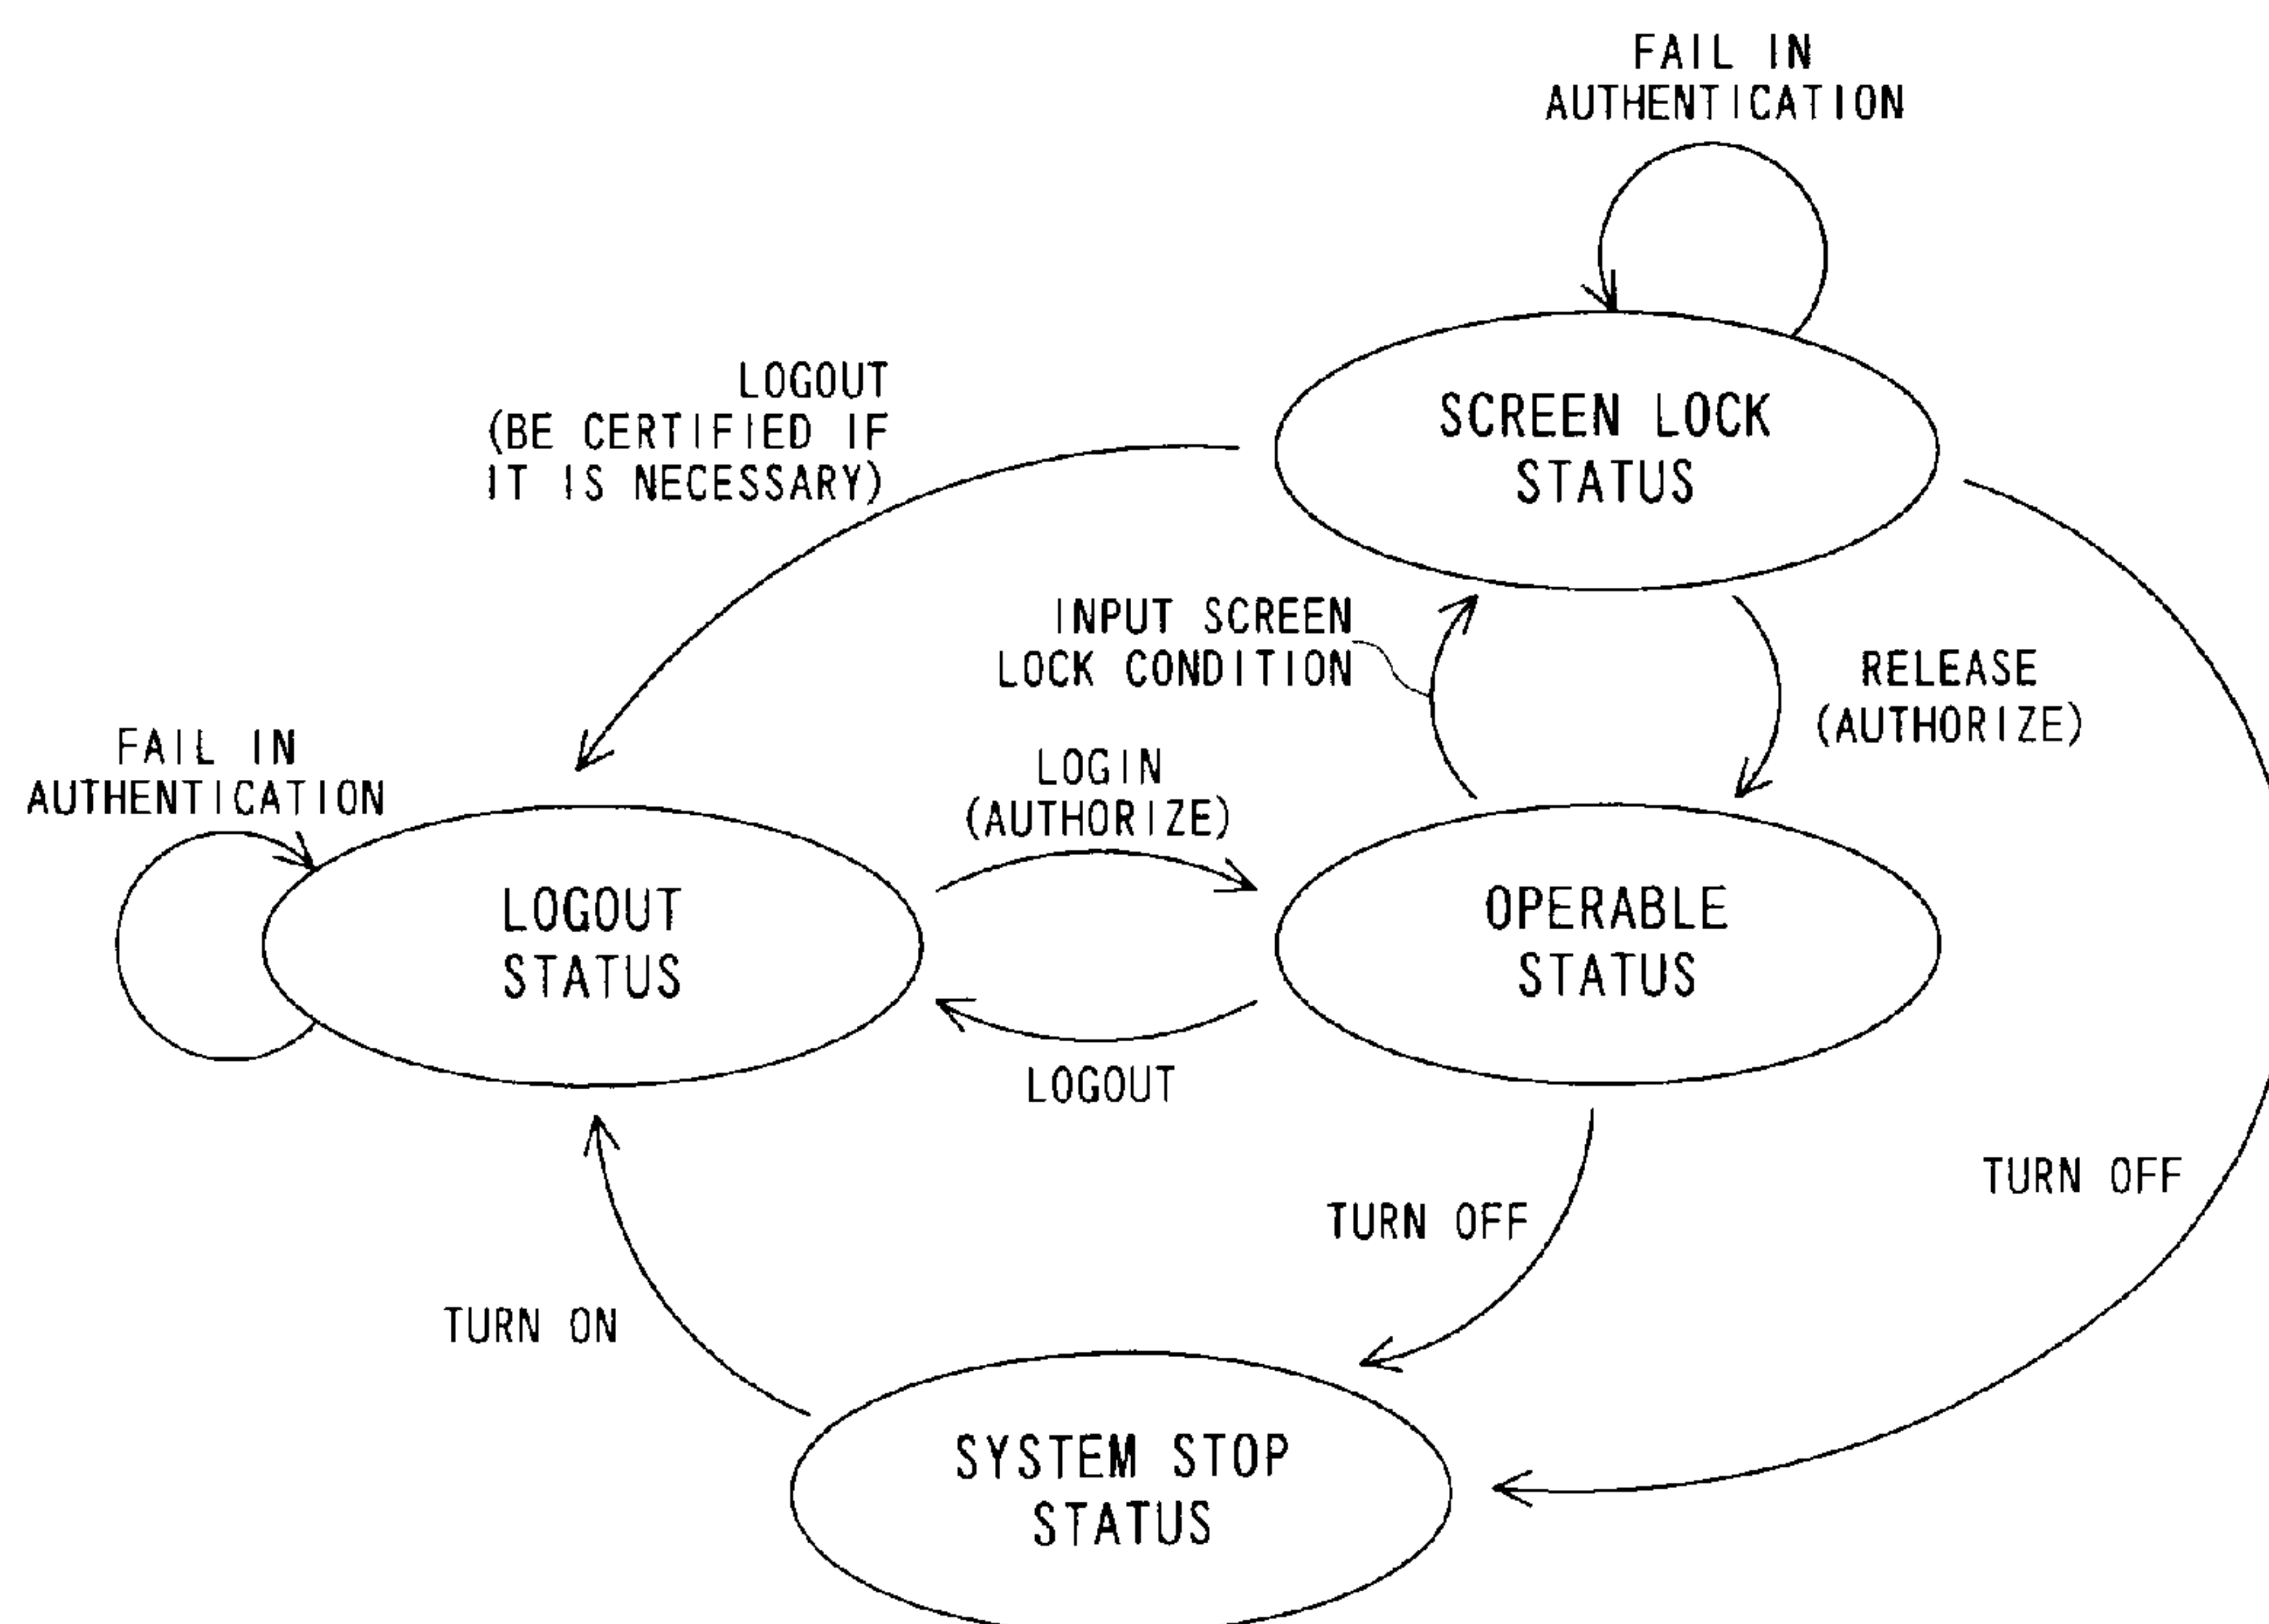 FAIL IN
AUTHENTICATION
SCREEN LOCK
STATUS
LOGOUT
(BE CERTIFIED IF
IT IS NECESSARY)
INPUT SCREEN
LOCK CONDITION
RELEASE
(AUTHORIZE)
FAIL IN
AUTHENTICATION
LOGIN
(AUTHORIZE)
LOGOUT
STATUS
OPERABLE
STATUS
LOGOUT
TURN OFF
TURN OFF
TURN ON
SYSTEM STOP
STATUS